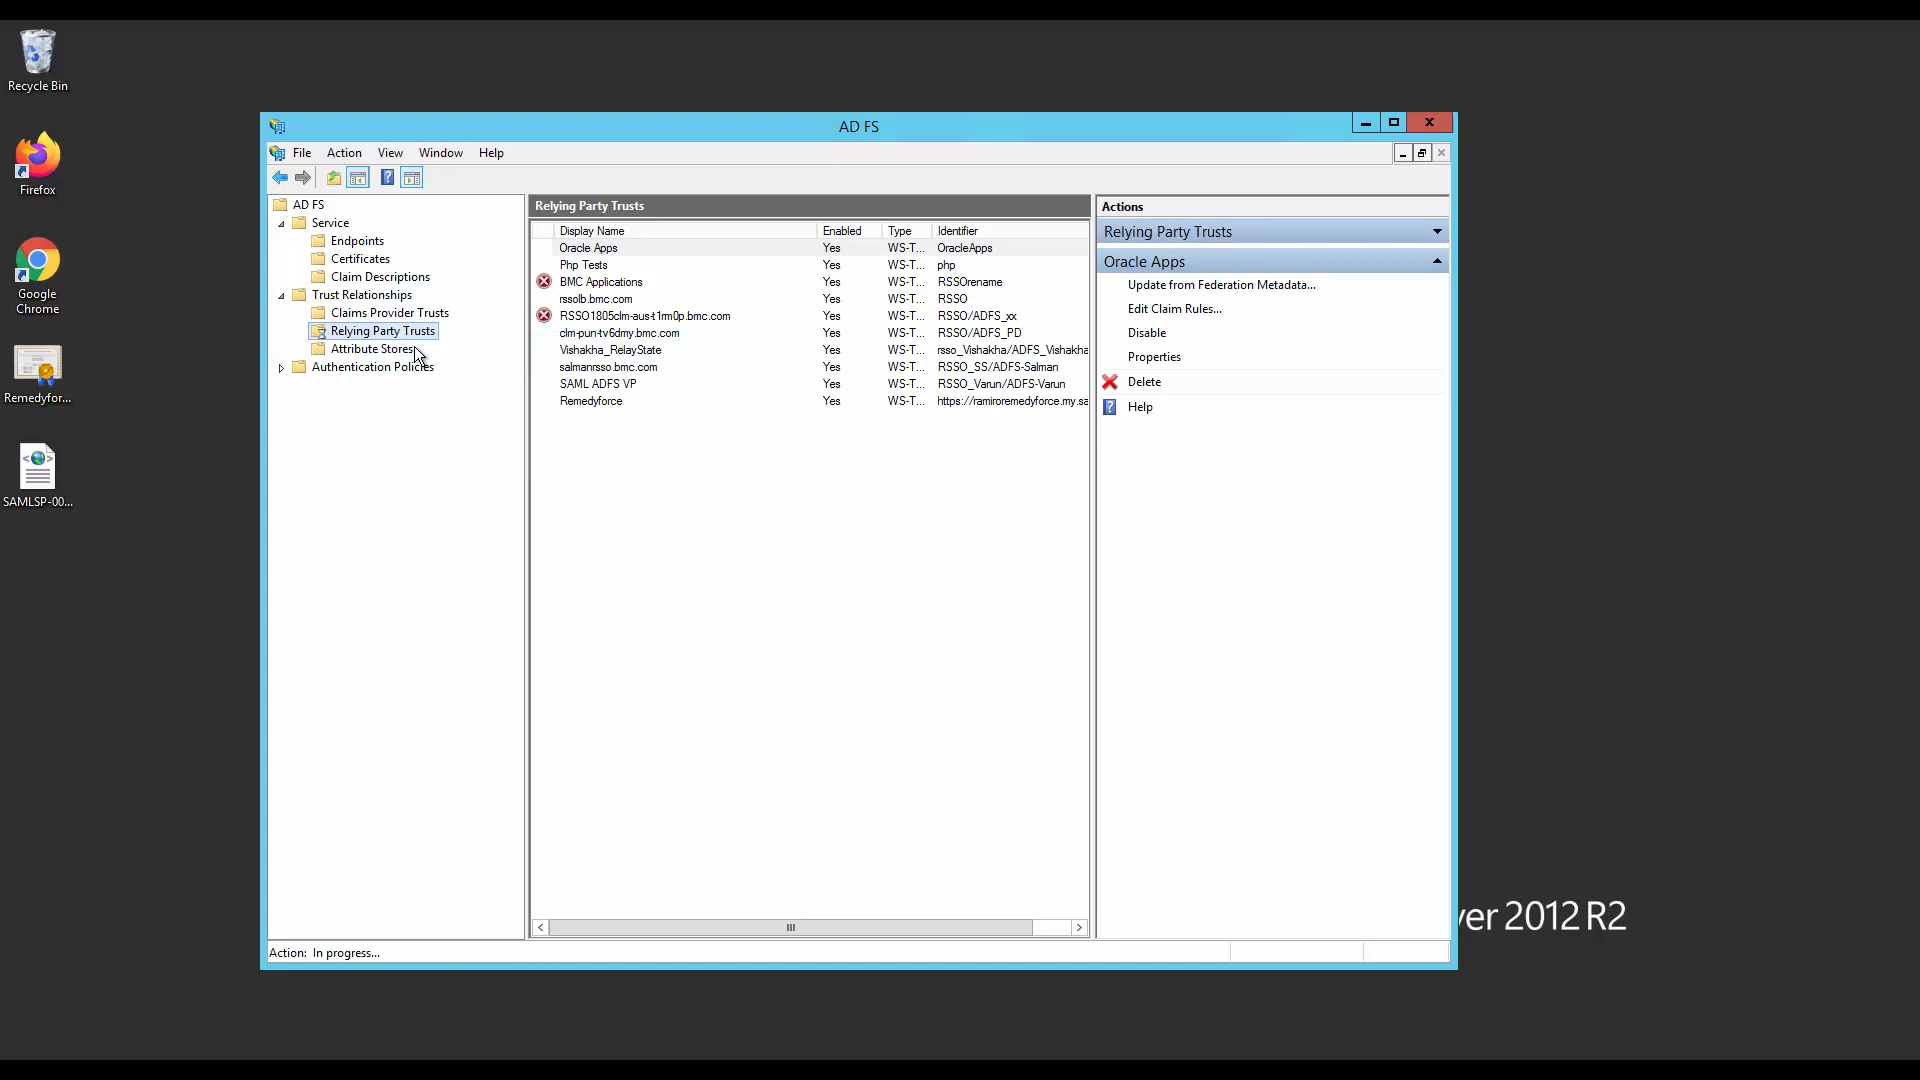 Recycle Bin
Firefox
Google
Chrome
Remedyfor...
SAMLSP-00...
AD FS
File Action View Window Help
AD FS
Service
Endpoints
Certificates
Claim Descriptions
Trust Relationships
Claims Provider Trusts
Relying Party Trusts
Attribute Stores
Authentication Policies
Relying Party Trusts
Display Name Enabled Type Identifier
Oracle Apps Yes WS-T... OracleApps
Php Tests Yes WS-T... php
BMC Applications Yes WS-T... RSSOrename
rssolb.bmc.com Yes WS-T... RSSO
RSSO1805clm-aus-t1rm0p.bmc.com Yes WS-T... RSSO/ADFS_xx
clm-pun-tv6dmy.bmc.com Yes WS-T... RSSO/ADFS_PD
Vishakha_RelayState Yes WS-T... rsso_Vishakha/ADFS_Vishakha
salmanrsso.bmc.com Yes WS-T... RSSO_SS/ADFS-Salman
SAML ADFS VP Yes WS-T... RSSO_Varun/ADFS-Varun
Remedyforce Yes WS-T... https://ramiroremedyforce.my.sa
Actions
Relying Party Trusts
Oracle Apps
Update from Federation Metadata...
Edit Claim Rules...
Disable
Properties
Delete
Help
Action: In progress...
ver 2012 R2